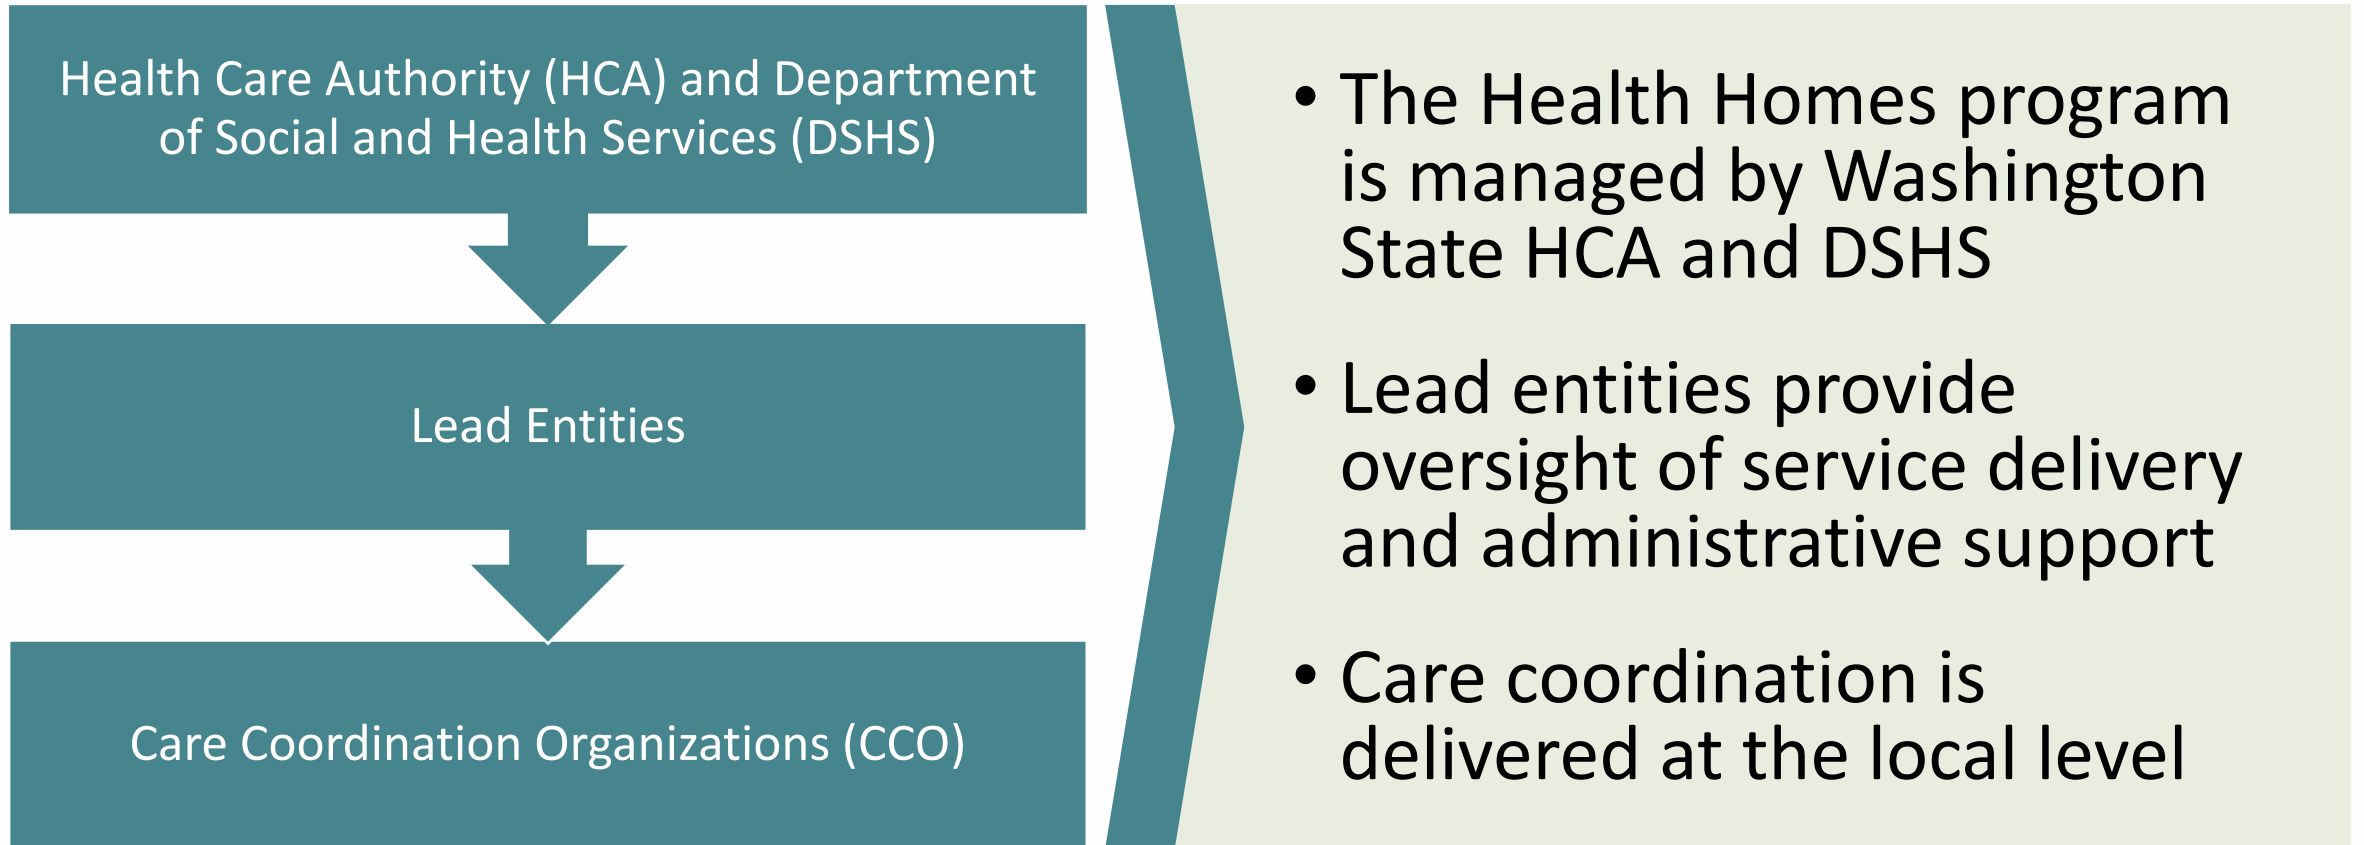 Health Care Authority (HCA) and Department
of Social and Health Services (DSHS)
Lead Entities
Care Coordination Organizations (CCO)
• The Health Homes program
is managed by Washington
State HCA and DSHS
• Lead entities provide
oversight of service delivery
and administrative support
• Care coordination is
delivered at the local level